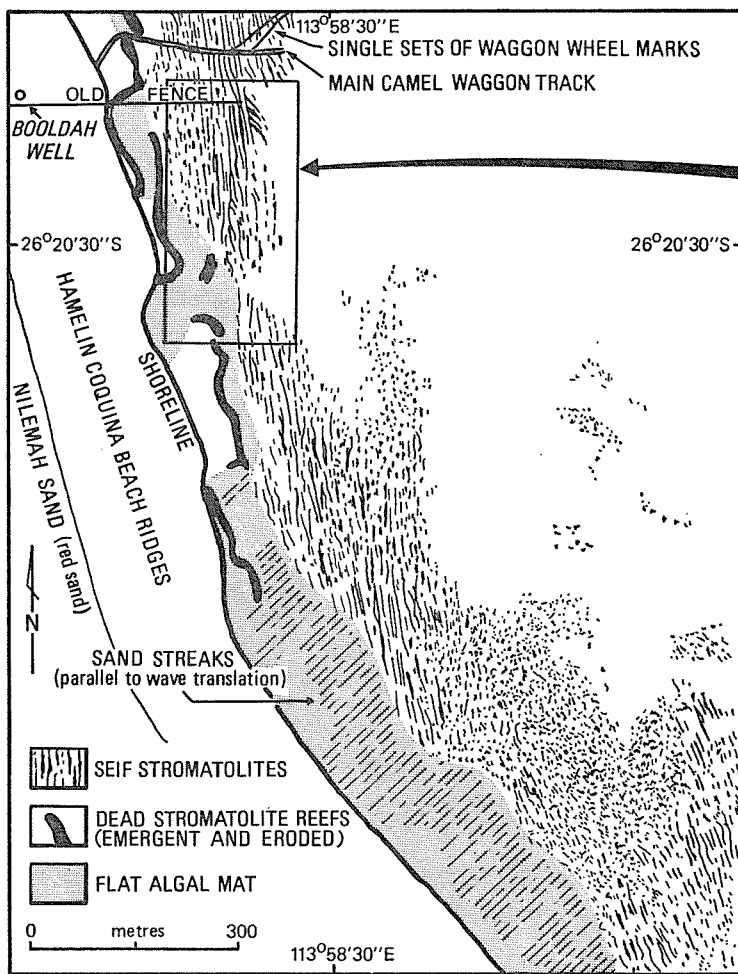 113°58'30''E
SINGLE SETS OF WAGGON WHEEL MARKS
MAIN CAMEL WAGGON TRACK
OLD FENCE
BOOLDAH
WELL
26°20'30''S
26°20'30''S
HAMELIN COQUINA BEACH RIDGES
SHORELINE
NILEMAH SAND (red sand)
N
SAND STREAKS
(parallel to wave translation)
SEIF STROMATOLITES
DEAD STROMATOLITE REEFS
(EMERGENT AND ERODED)
FLAT ALGAL MAT
0 metres 300
113°58'30''E